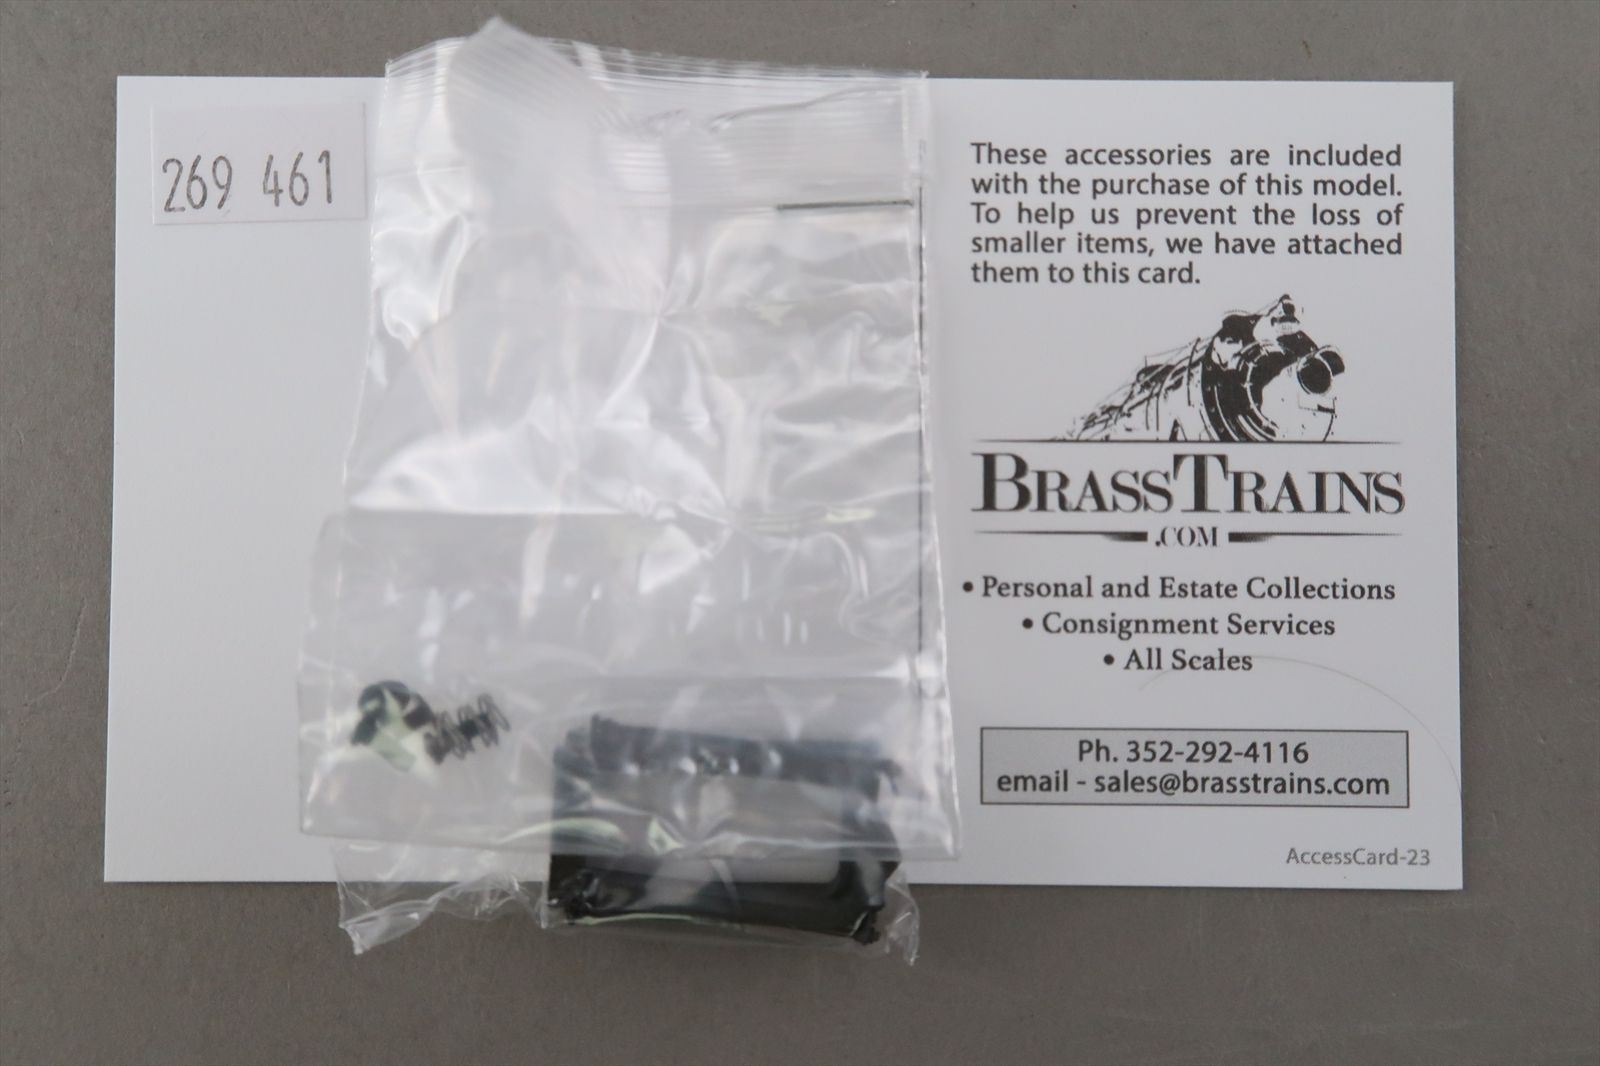 269 461
These accessories are included
with the purchase of this model.
To help us prevent the loss of
smaller items, we have attached
them to this card.
BRASSTRAINS
.COM
• Personal and Estate Collections
• Consignment Services
• All Scales
Ph. 352-292-4116
email - sales@brasstrains.com
AccessCard-23